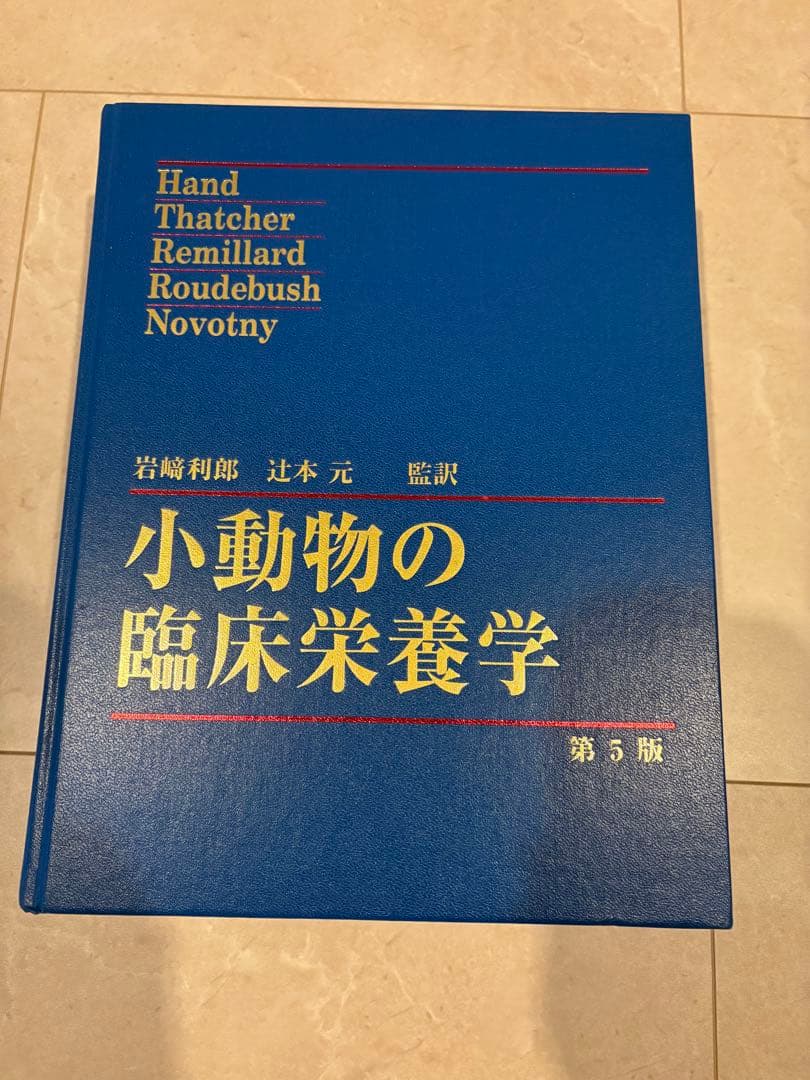 Hand
Thatcher
Remillard
Roudebush
Novotny
岩﨑利郎　辻本 元　　監訳
小動物の
臨床栄養学
第 5 版